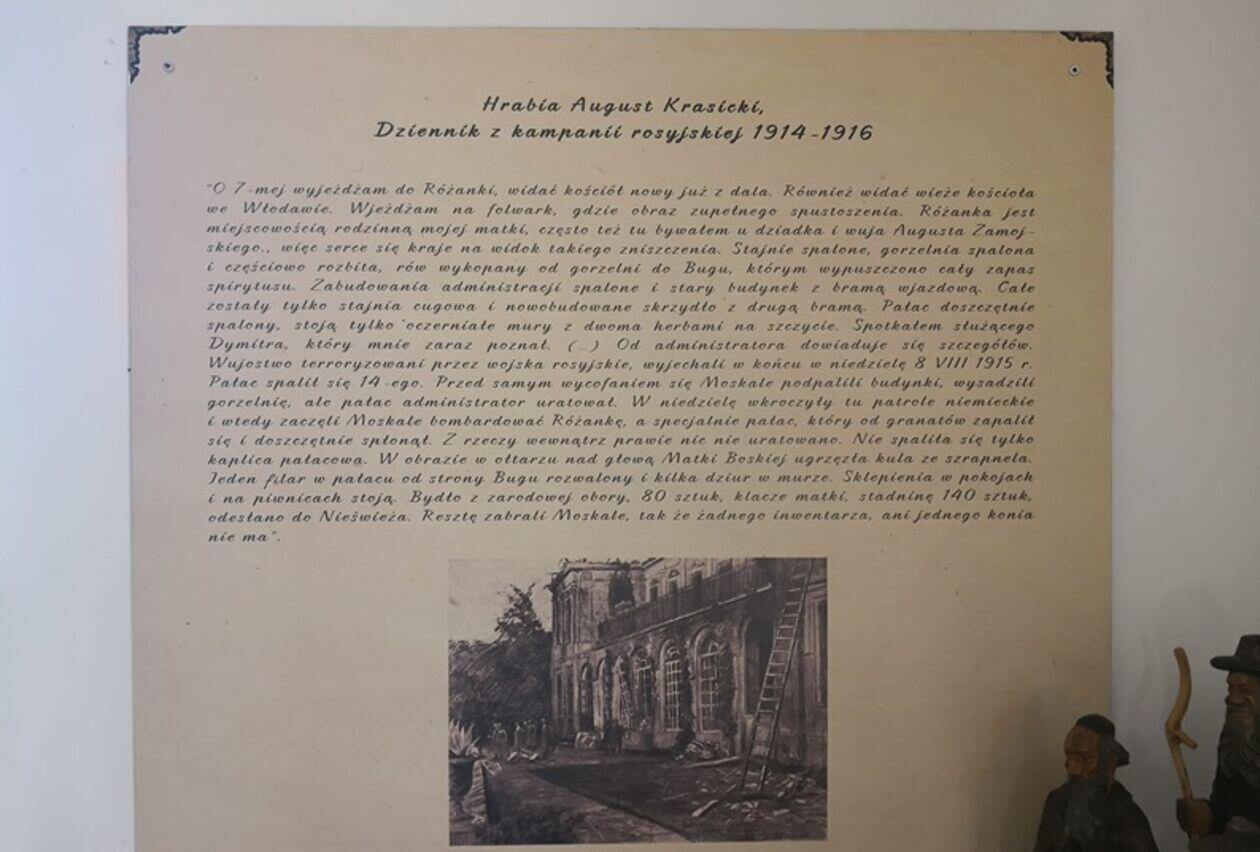 Hrabia August Krasicki,
Dziennik z kampanii rosyjskiej 1914-1916
"O 7-mej wyjeżdżam do Różanki, widać kościół nowy już z dala. Również widać wieże kościoła
we Włodawie. Wjeżdżam na folwark, gdzie obraz zupełnego spustoszenia. Różanka jest
miejscowością rodzinną mojej matki, często też tu bywałem u dziadka i wuja Augusta Zamoj-
skiego., więc serce się kraje na widok takiego zniszczenia. Stajnie spalone, gorzelnia spalona
i częściowo rozbita, rów wykopany od gorzelni do Bugu, którym wypuszczono cały zapas
spirytusu. Zabudowania administracji spalone i stary budynek z bramą wjazdową. Całe
zostały tylko stajnia cugowa i nowobudowane skrzydło z drugą bramą. Pałac doszczętnie
spalony, stoją tylko oczerniałe mury z dwoma herbami na szczycie. Spotkałem służącego
Dymitra, który mnie zaraz poznał. (...) Od administratora dowiaduje się szczegółów.
Wujostwo terroryzowani przez wojska rosyjskie, wyjechali w końcu w niedzielę 8 VIII 1915 r.
Pałac spalił się 14-ego. Przed samym wycofaniem się Moskale podpalili budynki, wysadzili
gorzelnię, ale pałac administrator uratował. W niedzielę wkroczyły tu patrole niemieckie
i wtedy zaczęli Moskale bombardować Różankę, a specjalnie pałac, który od granatów zapalił
się i doszczętnie spłonął. Z rzeczy wewnątrz prawie nic nie uratowano. Nie spaliła się tylko
kaplica pałacowa. W obrazie w ołtarzu nad głową Matki Boskiej ugrzęzła kula ze szrapnela.
Jeden filar w pałacu od strony Bugu rozwalony i kilka dziur w murze. Sklepienia w pokojach
i na piwnicach stoją. Bydło z zarodowej obory, 80 sztuk, klacze matki, stadninę 140 sztuk,
odesłano do Nieświeża. Resztę zabrali Moskale, tak że żadnego inwentarza, ani jednego konia
nie ma".